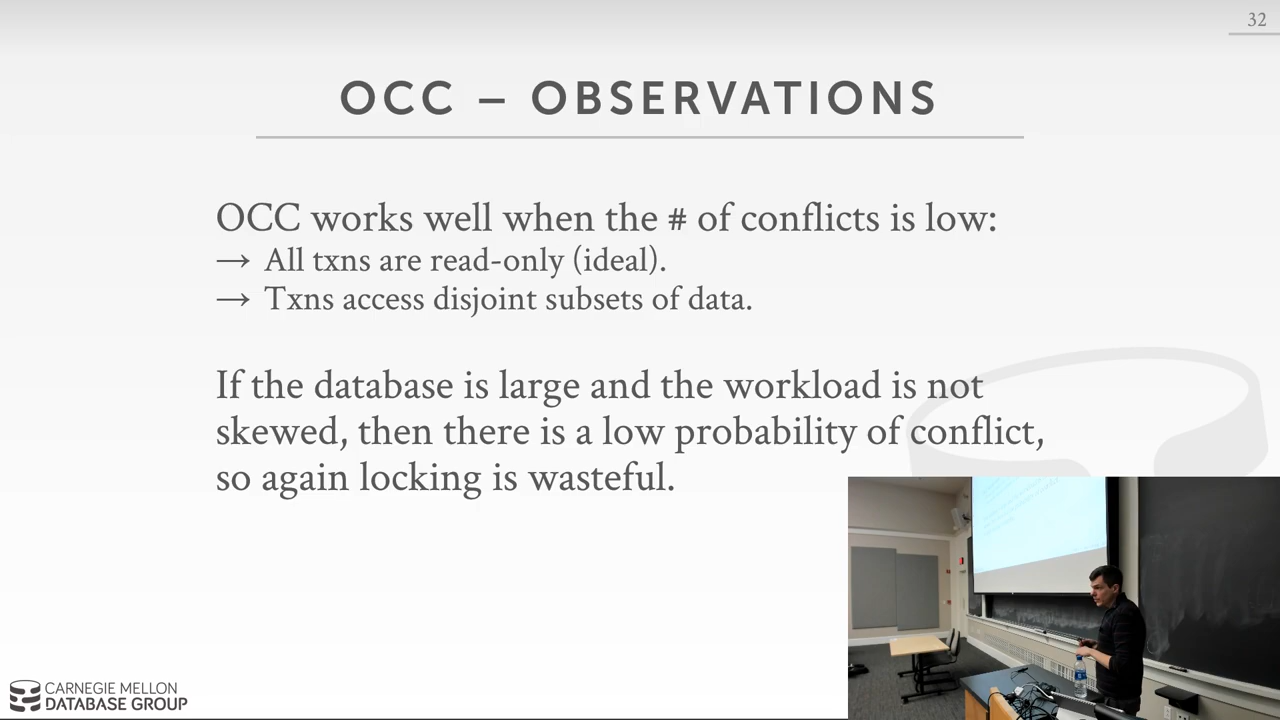 32
OCC – OBSERVATIONS
OCC works well when the # of conflicts is low:
→ All txns are read-only (ideal).
→ Txns access disjoint subsets of data.
If the database is large and the workload is not
skewed, then there is a low probability of conflict,
so again locking is wasteful.
CARNEGIE MELLON
DATABASE GROUP